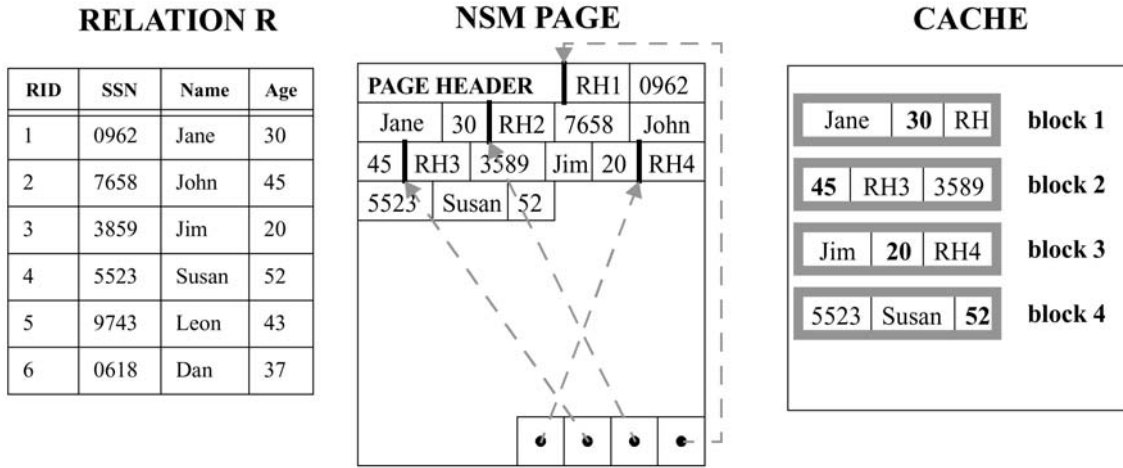 RELATION R
RID SSN Name Age
1 0962 Jane 30
2 7658 John 45
3 3859 Jim 20
4 5523 Susan 52
5 9743 Leon 43
6 0618 Dan 37
NSM PAGE
PAGE HEADER RH1 0962
Jane 30 RH2 7658 John
45 RH3 3589 Jim 20 RH4
5523 Susan 52
CACHE
Jane 30 RH block 1
45 RH3 3589 block 2
Jim 20 RH4 block 3
5523 Susan 52 block 4